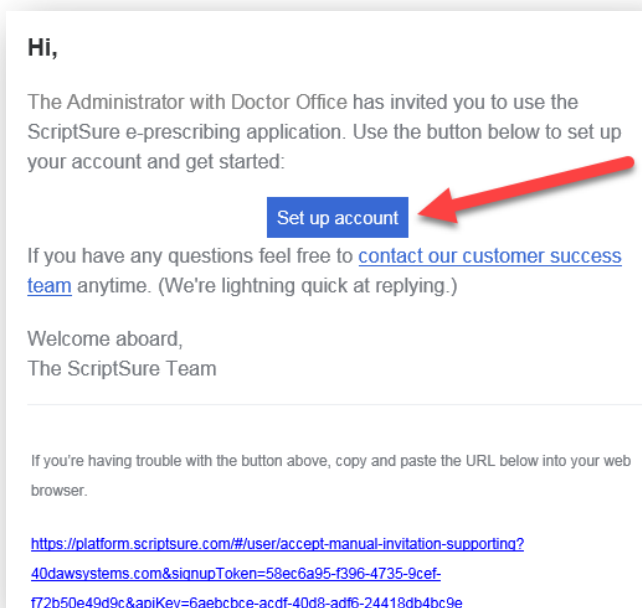 Hi,
The Administrator with Doctor Office has invited you to use the
ScriptSure e-prescribing application. Use the button below to set up
your account and get started:
Set up account
If you have any questions feel free to contact our customer success
team anytime. (We're lightning quick at replying.)
Welcome aboard,
The ScriptSure Team
If you're having trouble with the button above, copy and paste the URL below into your web
browser.
https://platform.scriptsure.com/#/user/accept-manual-invitation-supporting?
40dawsystems.com&signupToken=58ec6a95-f396-4735-9cef-
f72b50e49d9c&apiKey=6aebcbce-acdf-40d8-adf6-24418db4bc9e